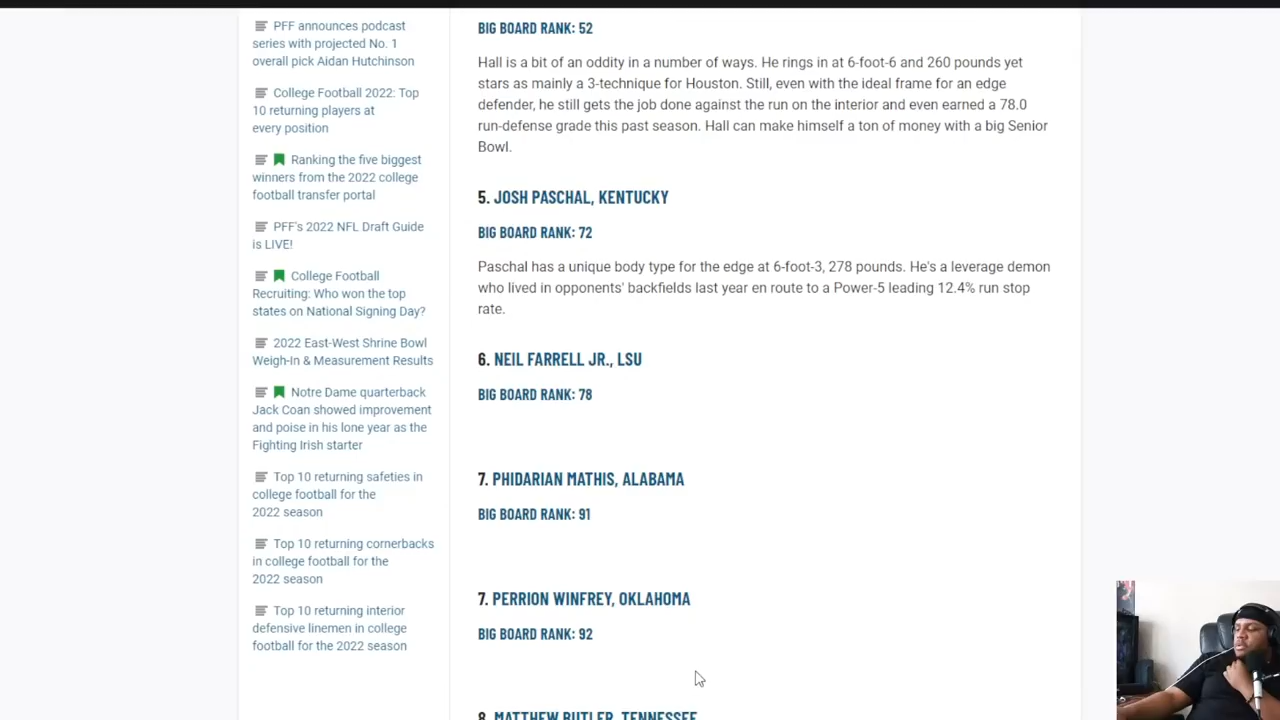 PFF announces podcast
series with projected No. 1
overall pick Aidan Hutchinson
College Football 2022: Top
10 returning players at
every position
Ranking the five biggest
winners from the 2022 college
football transfer portal
PFF's 2022 NFL Draft Guide
is LIVE!
College Football
Recruiting: Who won the top
states on National Signing Day?
2022 East-West Shrine Bowl
Weigh-In & Measurement Results
Notre Dame quarterback
Jack Coan showed improvement
and poise in his lone year as the
Fighting Irish starter
Top 10 returning safeties in
college football for the
2022 season
Top 10 returning cornerbacks
in college football for the
2022 season
Top 10 returning interior
defensive linemen in college
football for the 2022 season
BIG BOARD RANK: 52
Hall is a bit of an oddity in a number of ways. He rings in at 6-foot-6 and 260 pounds yet
stars as mainly a 3-technique for Houston. Still, even with the ideal frame for an edge
defender, he still gets the job done against the run on the interior and even earned a 78.0
run-defense grade this past season. Hall can make himself a ton of money with a big Senior
Bowl.
5. JOSH PASCHAL, KENTUCKY
BIG BOARD RANK: 72
Paschal has a unique body type for the edge at 6-foot-3, 278 pounds. He's a leverage demon
who lived in opponents' backfields last year en route to a Power-5 leading 12.4% run stop
rate.
6. NEIL FARRELL JR., LSU
BIG BOARD RANK: 78
7. PHIDARIAN MATHIS, ALABAMA
BIG BOARD RANK: 91
7. PERRION WINFREY, OKLAHOMA
BIG BOARD RANK: 92
8. MATTHEW BUTLER, TENNESSEE